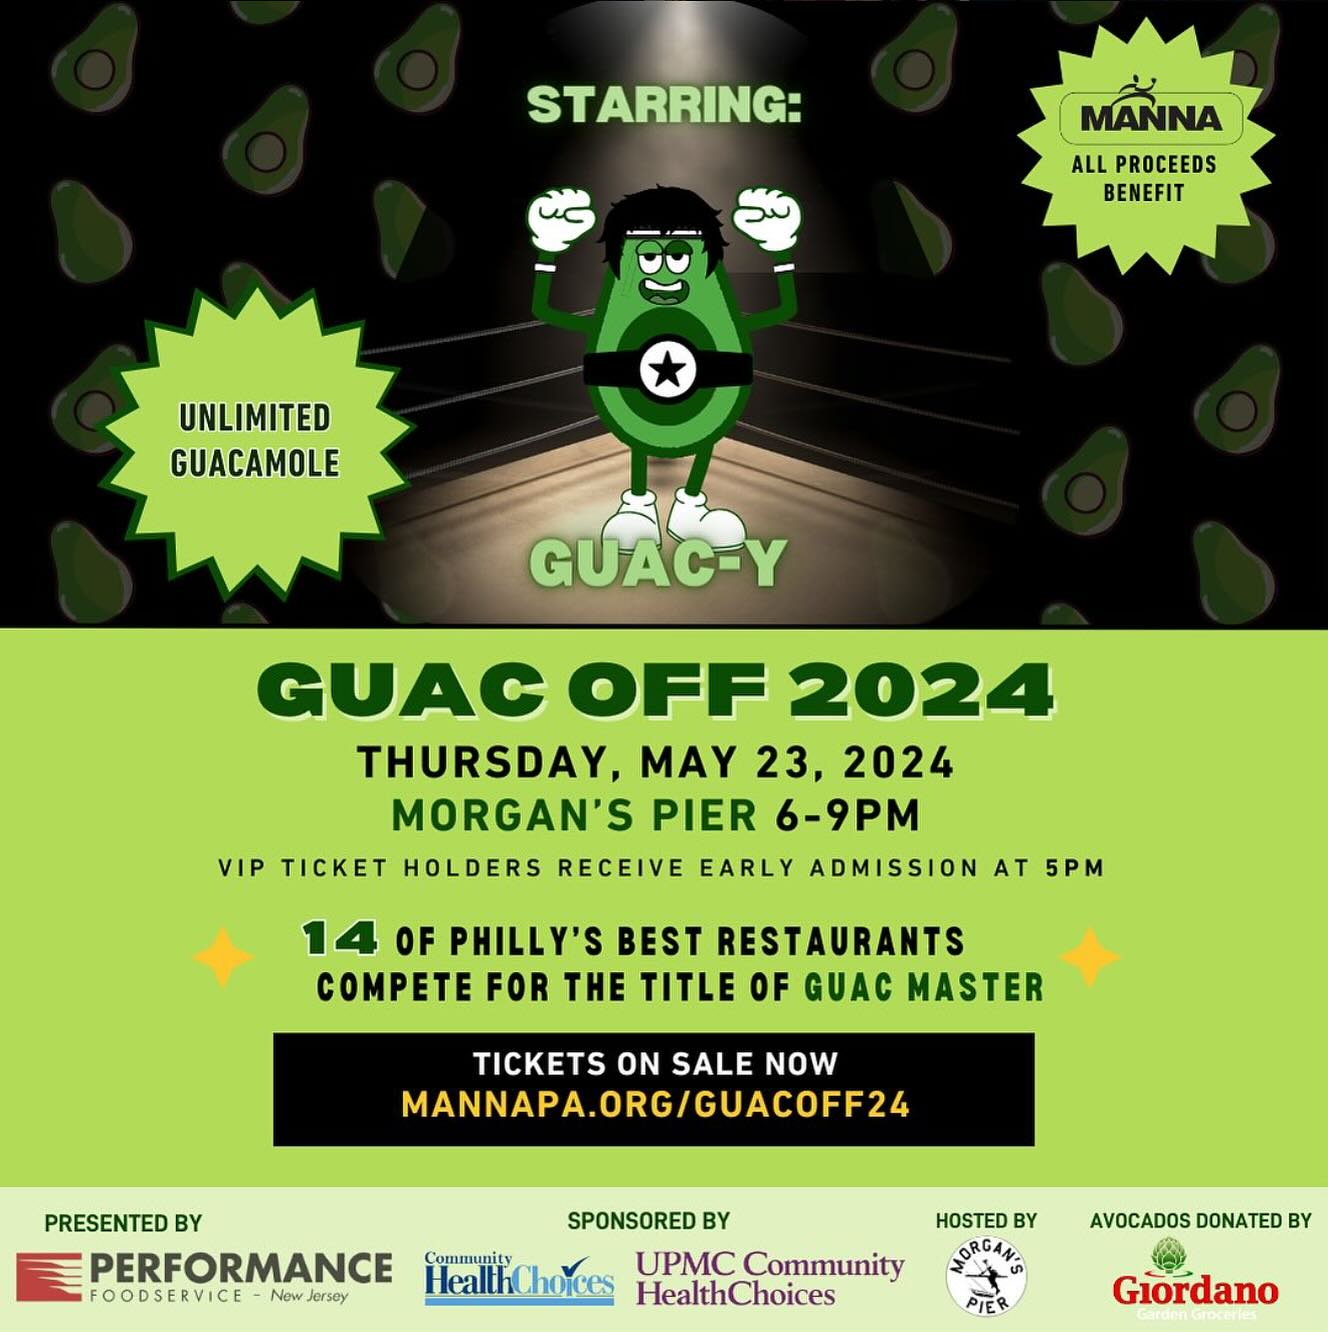 STARRING:
MANNA
ALL PROCEEDS
BENEFIT
UNLIMITED
GUACAMOLE
GUAC-Y
GUAC OFF 2024
THURSDAY, MAY 23, 2024
MORGAN'S PIER 6-9PM
VIP TICKET HOLDERS RECEIVE EARLY ADMISSION AT 5PM
14 OF PHILLY'S BEST RESTAURANTS
COMPETE FOR THE TITLE OF GUAC MASTER
TICKETS ON SALE NOW
MANNAPA.ORG/GUACOFF24
PRESENTED BY
PERFORMANCE
FOODSERVICE - New Jersey
SPONSORED BY
Community
HealthChoices
UPMC Community
HealthChoices
HOSTED BY
MORGAN'S
PIER
AVOCADOS DONATED BY
Giordano
Garden Groceries